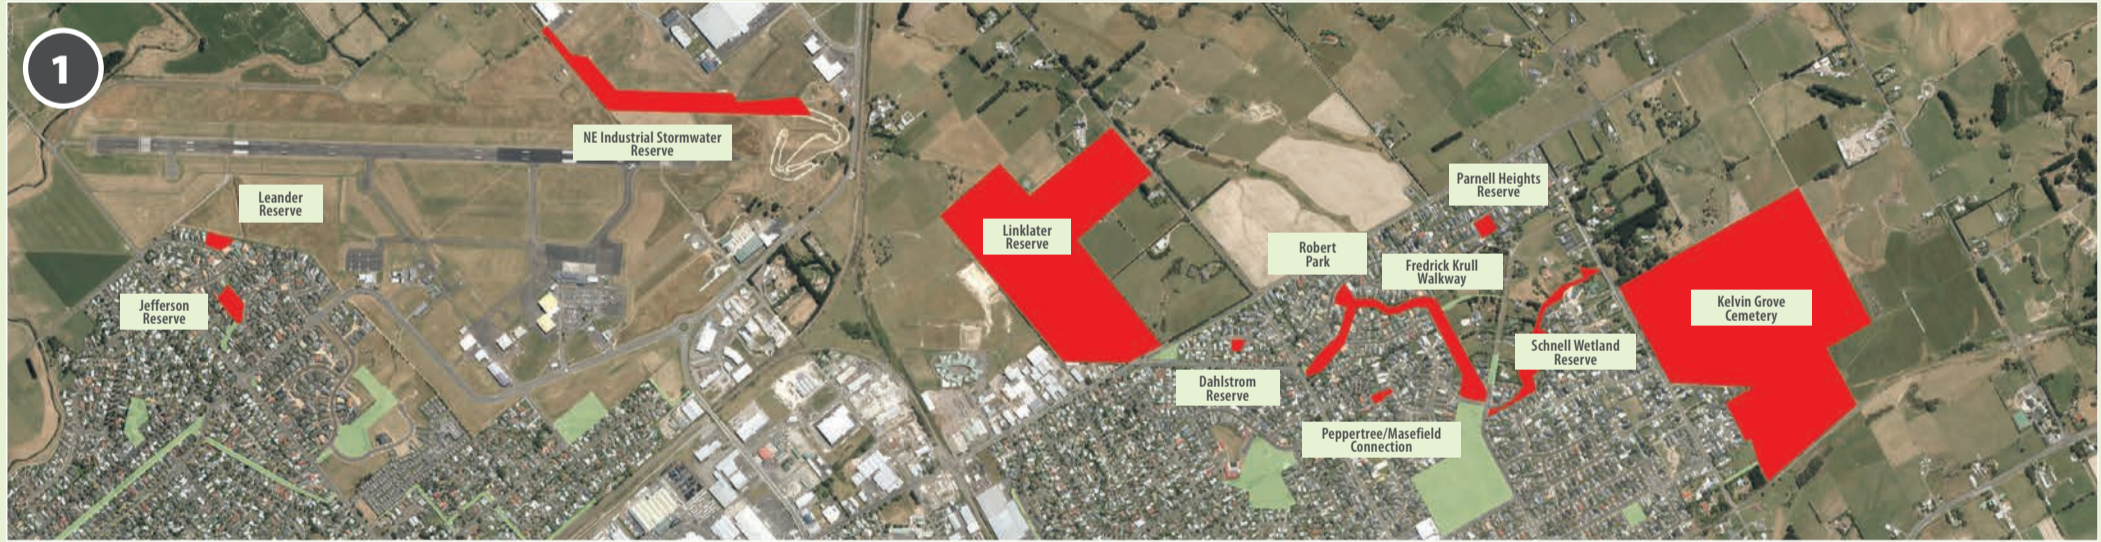 1
NE Industrial Stormwater
Reserve
Leander
Reserve
Jefferson
Reserve
Linklater
Reserve
Parnell Heights
Reserve
Robert
Park
Fredrick Krull
Walkway
Kelvin Grove
Cemetery
Schnell Wetland
Reserve
Dahlstrom
Reserve
Peppertree/Masefield
Connection